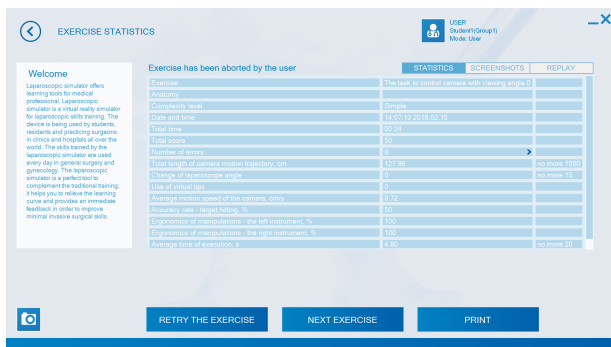 EXERCISE STATISTICS
USER
Student1(Group1)
Mode: User
Welcome
Laparoscopic simulator offers
learning tools for medical
professional. Laparoscopic
simulator is a virtual reality simulator
for laparoscopic skills training. The
device is being used by students,
residents and practicing surgeons
in clinics and hospitals all over the
world. The skills trained by the
laparoscopic simulator are used
every day in general surgery and
gynecology. The laparoscopic
simulator is a perfect tool to
complement the traditional training;
it helps you to relieve the learning
curve and provides an immediate
feedback in order to improve
minimal invasive surgical skills.
Exercise has been aborted by the user
STATISTICS SCREENSHOTS REPLAY
Exercise The task to control camera with viewing angle 0
Anatomy
Complexity level Simple
Date and time 14:07:10 2016.02.15
Total time 30.24
Total score 50
Number of errors 0
Total length of camera motion trajectory, cm 127.96 no more 1000
Change of laparoscope angle 0 no more 15
Use of virtual tips 0
Average motion speed of the camera, cm/s 9.72
Accuracy rate - target hitting, % 50
Ergonomics of manipulations - the left instrument, % 100
Ergonomics of manipulations - the right instrument, % 100
Average time of execution, s 4.80 no more 20
RETRY THE EXERCISE NEXT EXERCISE PRINT